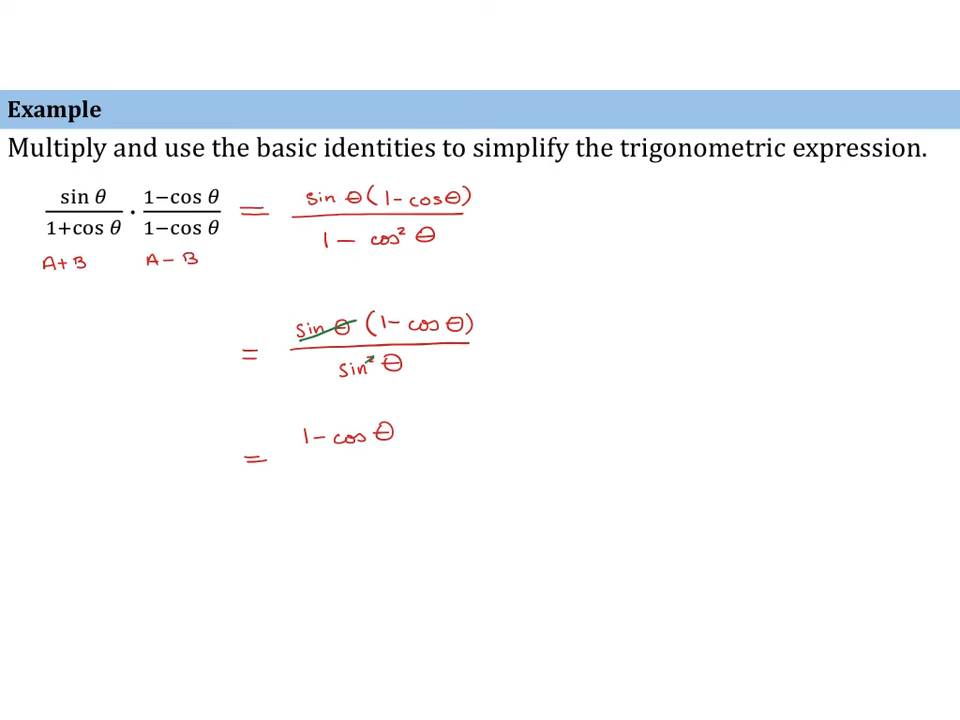 Example
Multiply and use the basic identities to simplify the trigonometric expression.
sin θ / 1+cos θ · 1−cos θ / 1−cos θ = sin θ (1 - cos θ) / 1 - cos² θ
A+B A-B
= sin θ (1 - cos θ) / sin² θ
= 1 - cos θ